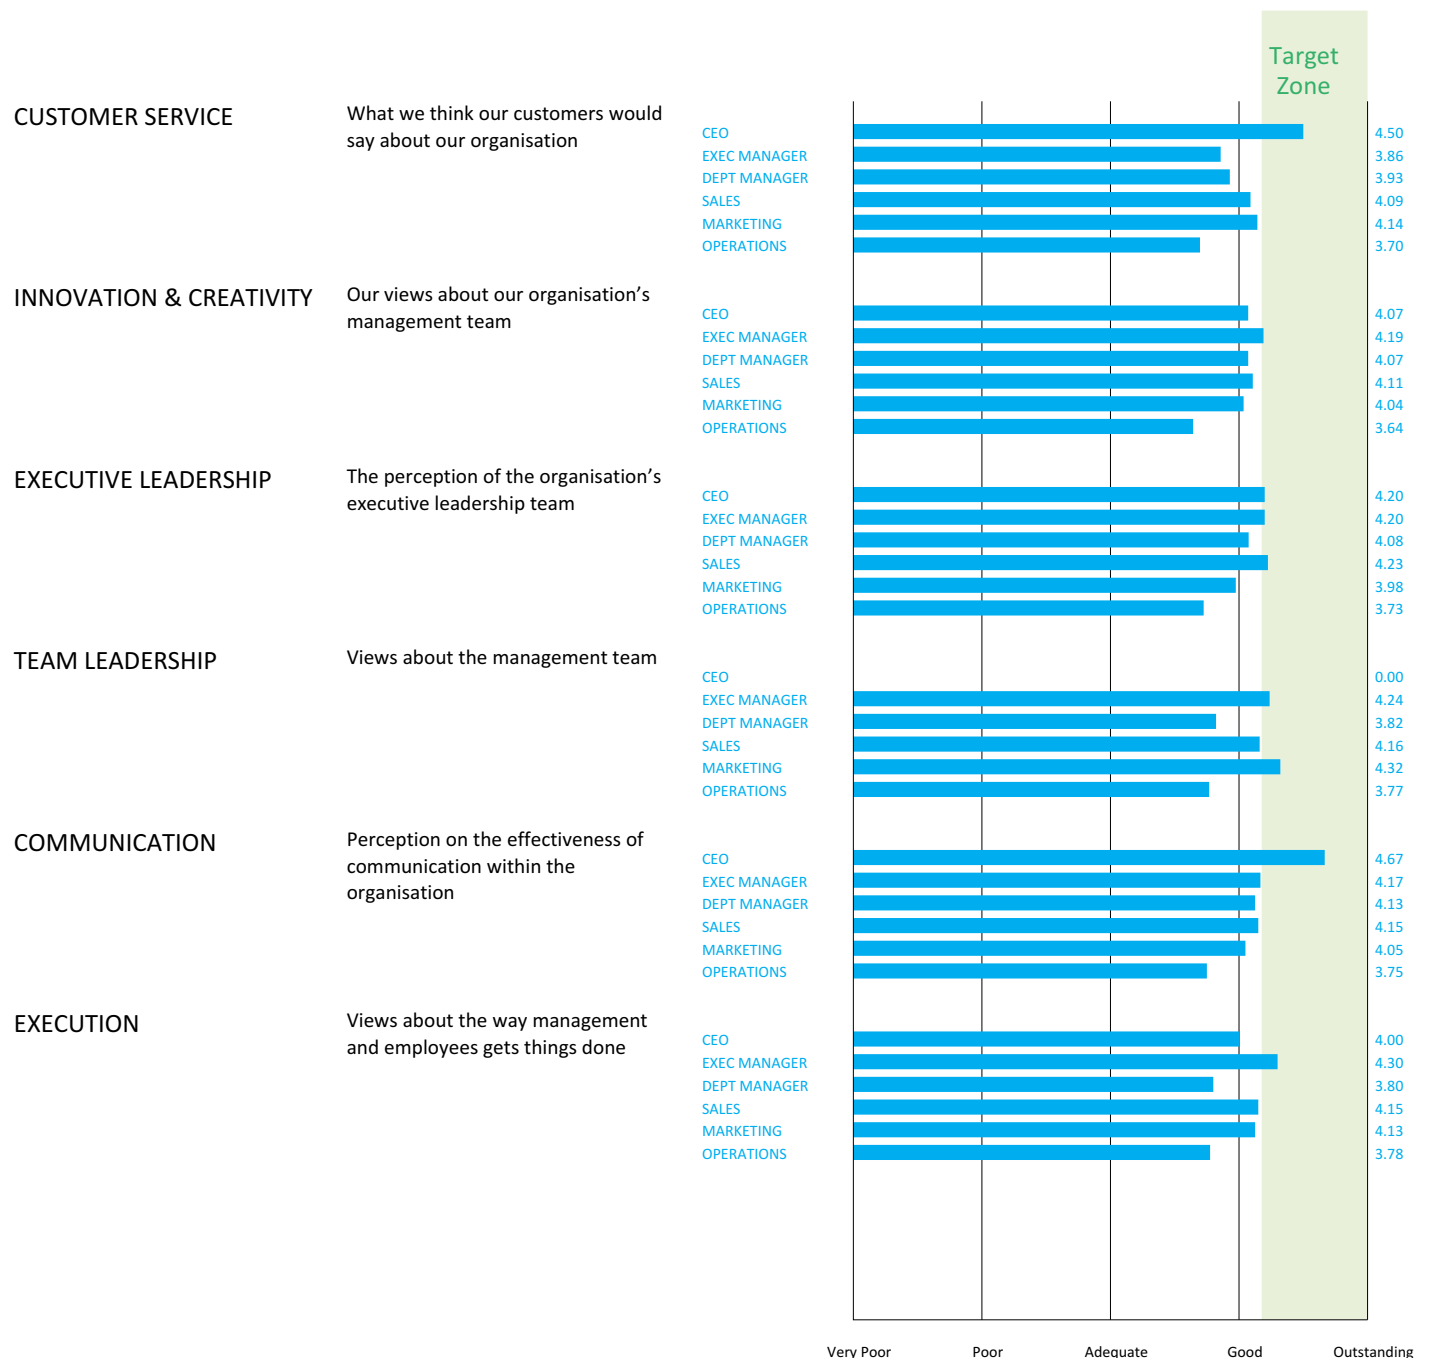 Target
Zone
CUSTOMER SERVICE
What we think our customers would
say about our organisation
CEO 4.50
EXEC MANAGER 3.86
DEPT MANAGER 3.93
SALES 4.09
MARKETING 4.14
OPERATIONS 3.70
INNOVATION & CREATIVITY
Our views about our organisation's
management team
CEO 4.07
EXEC MANAGER 4.19
DEPT MANAGER 4.07
SALES 4.11
MARKETING 4.04
OPERATIONS 3.64
EXECUTIVE LEADERSHIP
The perception of the organisation's
executive leadership team
CEO 4.20
EXEC MANAGER 4.20
DEPT MANAGER 4.08
SALES 4.23
MARKETING 3.98
OPERATIONS 3.73
TEAM LEADERSHIP
Views about the management team
CEO 0.00
EXEC MANAGER 4.24
DEPT MANAGER 3.82
SALES 4.16
MARKETING 4.32
OPERATIONS 3.77
COMMUNICATION
Perception on the effectiveness of
communication within the
organisation
CEO 4.67
EXEC MANAGER 4.17
DEPT MANAGER 4.13
SALES 4.15
MARKETING 4.05
OPERATIONS 3.75
EXECUTION
Views about the way management
and employees gets things done
CEO 4.00
EXEC MANAGER 4.30
DEPT MANAGER 3.80
SALES 4.15
MARKETING 4.13
OPERATIONS 3.78
Very Poor Poor Adequate Good Outstanding